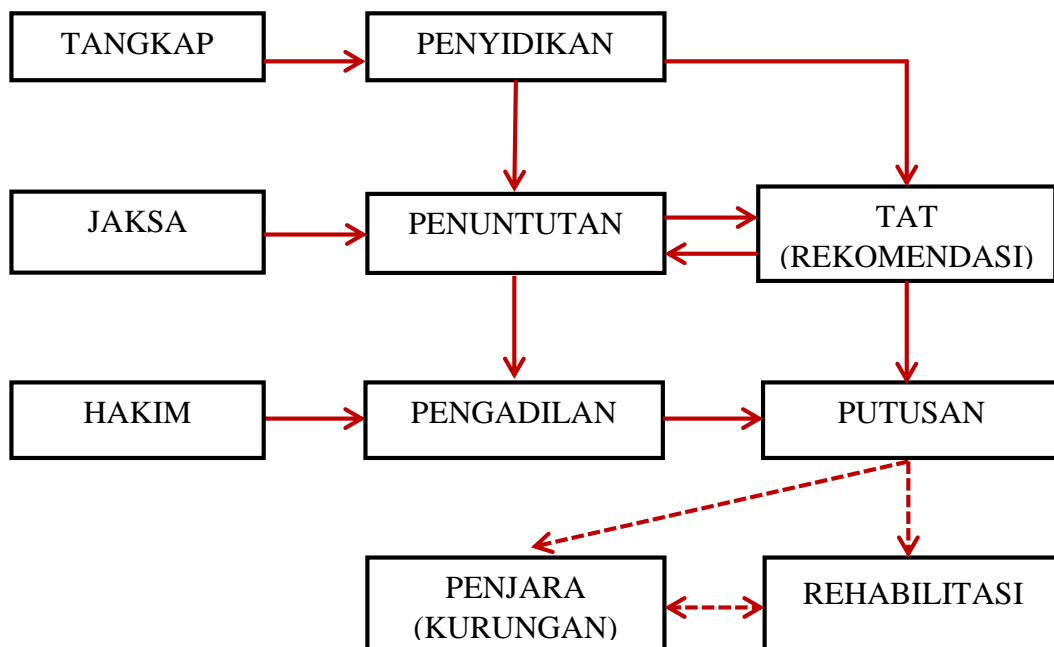 TANGKAP
PENYIDIKAN
JAKSA
PENUNTUTAN
TAT
(REKOMENDASI)
HAKIM
PENGADILAN
PUTUSAN
PENJARA
(KURUNGAN)
REHABILITASI